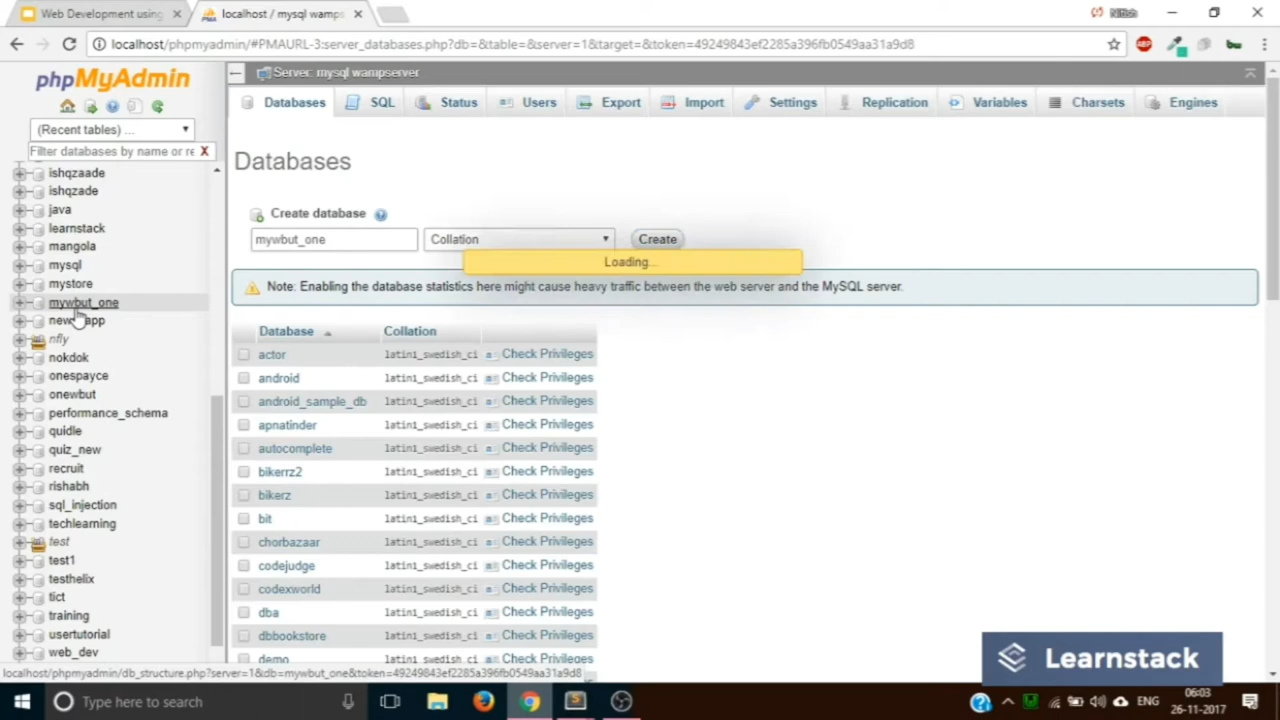 Web Development using
localhost / mysql wamps
Nitish
localhost/phpmyadmin/#PMAURL-3:server_databases.php?db=&table=&server=1&target=&token=49249843ef2285a396fb0549aa31a9d8
phpMyAdmin
(Recent tables) ...
Filter databases by name or re X
ishqzaade
ishqzade
java
learnstack
mangola
mysql
mystore
mywbut_one
nfly
nokdok
onespayce
onewbut
performance_schema
quidle
quiz_new
recruit
rishabh
sql_injection
techlearning
test
test1
testhelix
tict
training
usertutorial
web_dev
Server: mysql wampserver
Databases SQL Status Users Export Import Settings Replication Variables Charsets Engines
Databases
Create database
mywbut_one Collation Create
Loading...
Note: Enabling the database statistics here might cause heavy traffic between the web server and the MySQL server.
Database Collation
actor latin1_swedish_ci Check Privileges
android latin1_swedish_ci Check Privileges
android_sample_db latin1_swedish_ci Check Privileges
apnatinder latin1_swedish_ci Check Privileges
autocomplete latin1_swedish_ci Check Privileges
bikerrz2 latin1_swedish_ci Check Privileges
bikerz latin1_swedish_ci Check Privileges
bit latin1_swedish_ci Check Privileges
chorbazaar latin1_swedish_ci Check Privileges
codejudge latin1_swedish_ci Check Privileges
codexworld latin1_swedish_ci Check Privileges
dba latin1_swedish_ci Check Privileges
dbbookstore latin1_swedish_ci Check Privileges
demo latin1_swedish_ci Check Privileges
Learnstack
localhost/phpmyadmin/db_structure.php?server=1&db=mywbut_one&token=49249843ef2285a396fb0549aa31a9d8
Type here to search
ENG
06:03
26-11-2017